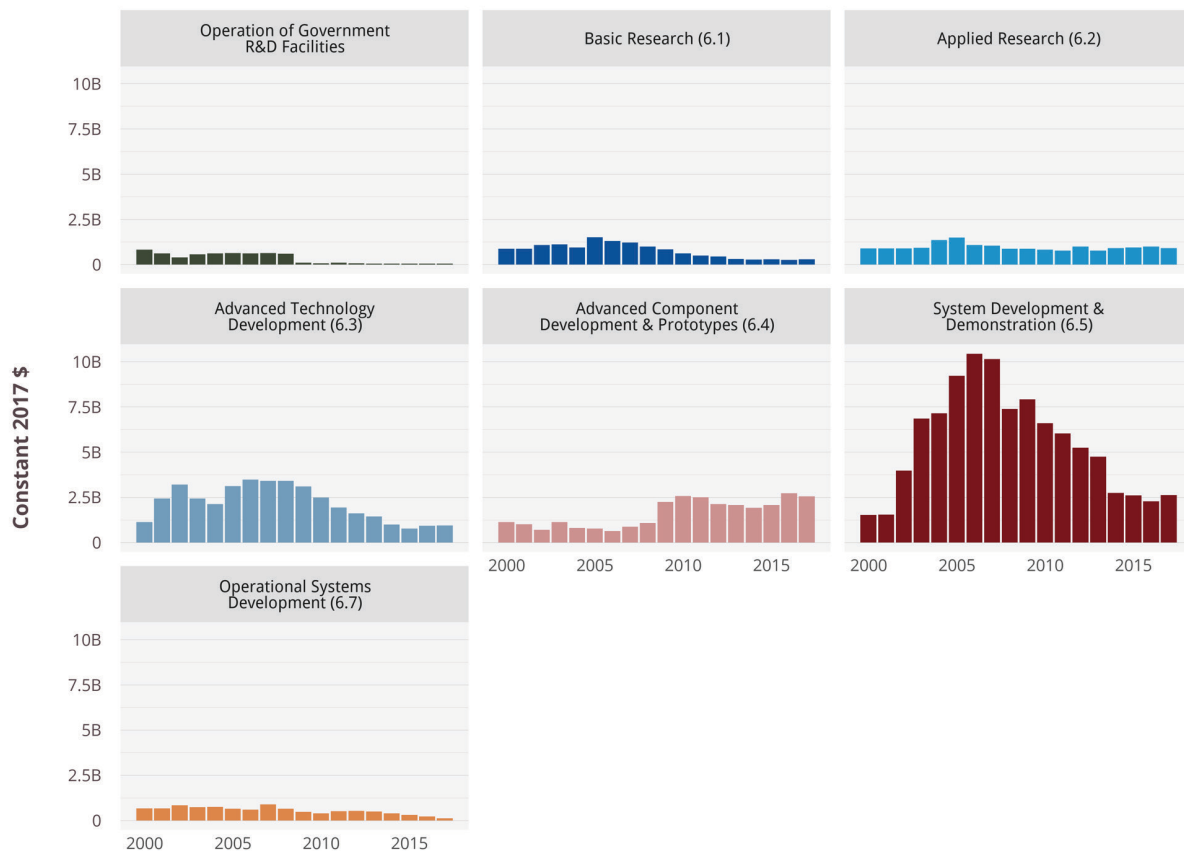 Operation of Government
R&D Facilities
Basic Research (6.1)
Applied Research (6.2)
10B
7.5B
5B
2.5B
0
Advanced Technology
Development (6.3)
Advanced Component
Development & Prototypes (6.4)
System Development &
Demonstration (6.5)
Constant 2017 $
10B
7.5B
5B
2.5B
0
2000 2005 2010 2015
2000 2005 2010 2015
Operational Systems
Development (6.7)
10B
7.5B
5B
2.5B
0
2000 2005 2010 2015